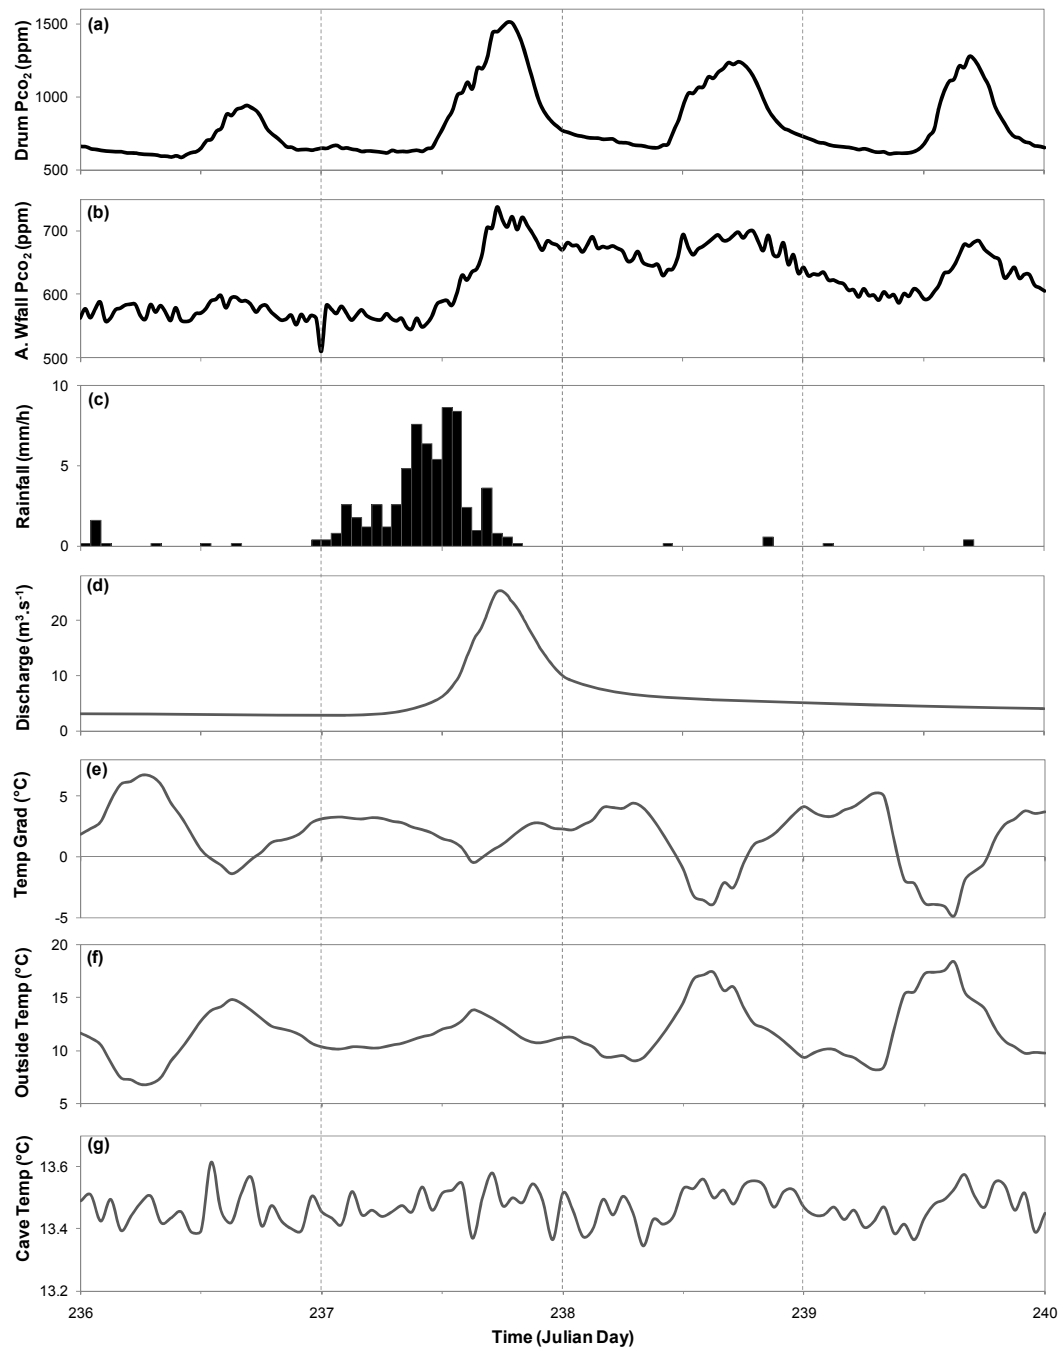 (a)
Drum Pco₂ (ppm)
1500
1000
500
(b)
A. Wfall Pco₂ (ppm)
700
600
500
(c)
Rainfall (mm/h)
10
5
0
(d)
Discharge (m³.s⁻¹)
20
10
0
(e)
Temp Grad (°C)
5
0
-5
(f)
Outside Temp (°C)
20
15
10
5
(g)
Cave Temp (°C)
13.6
13.4
13.2
236 237 238 239 240
Time (Julian Day)